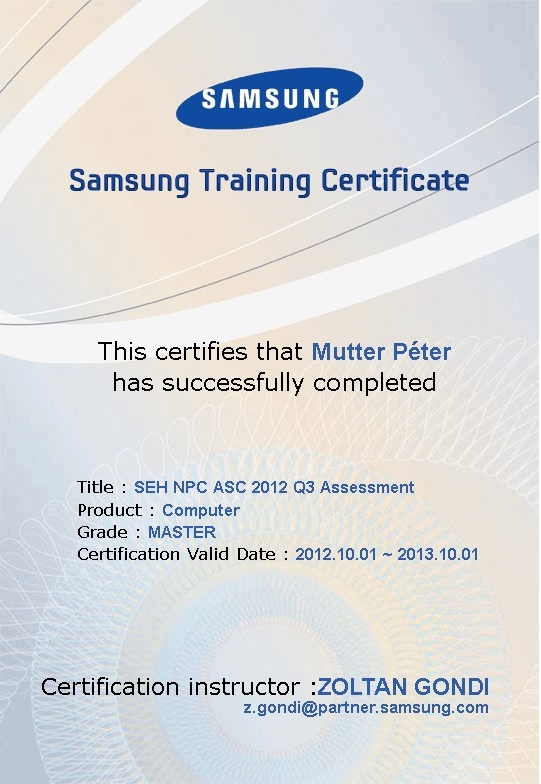 SAMSUNG
Samsung Training Certificate
This certifies that Mutter Péter
has successfully completed
Title : SEH NPC ASC 2012 Q3 Assessment
Product : Computer
Grade : MASTER
Certification Valid Date : 2012.10.01 ~ 2013.10.01
Certification instructor :ZOLTAN GONDI
z.gondi@partner.samsung.com